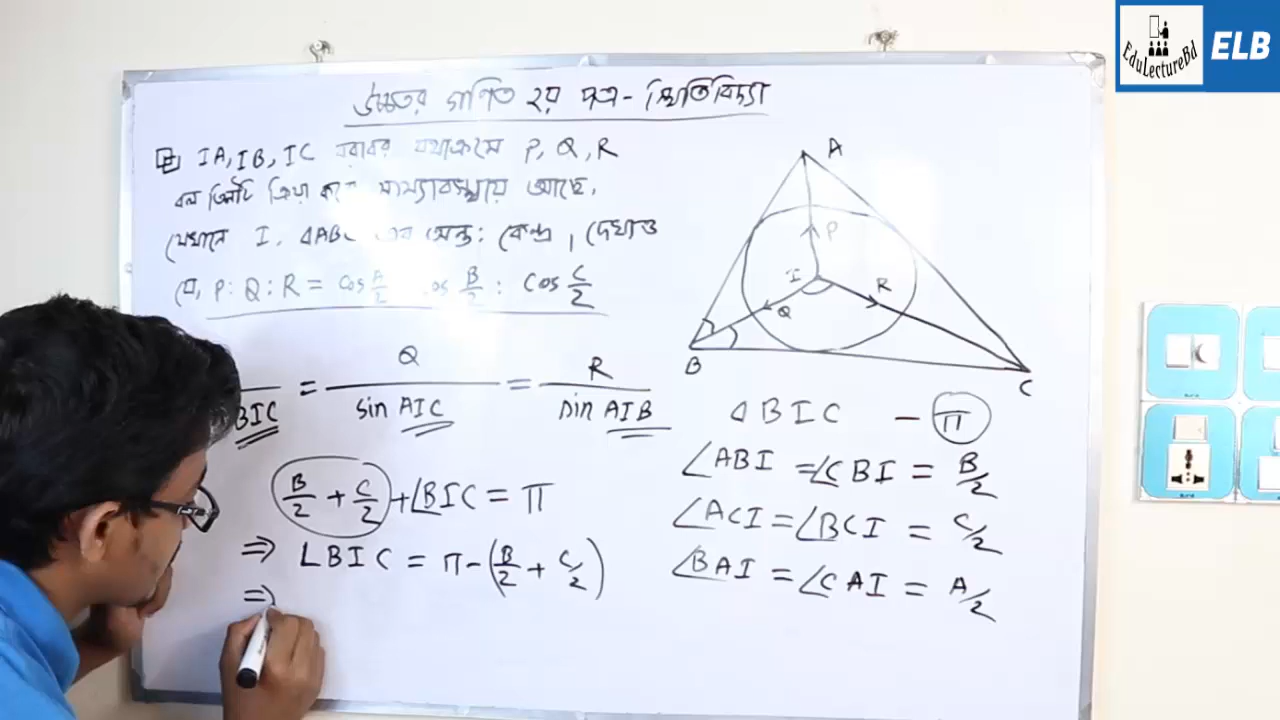 উচ্চতর গণিত ২য় পত্র - স্থিতিবিদ্যা
IA, IB, IC বরাবর যথাক্রমে P, Q, R
বল তিনটি ক্রিয়া করে সাম্যাবস্থায় আছে.
যেখানে I, ΔABC এর অন্ত: কেন্দ্র, দেখাও
যে, P : Q : R = cos A/2 cos B/2 : cos C/2
BIC = Q / sin AIC = R / sin AIB
B/2 + C/2 + ∠BIC = π
⇒ ∠BIC = π - (B/2 + C/2)
⇒
A
P
I
R
Q
B
C
ΔBIC - π
∠ABI = ∠CBI = B/2
∠ACI = ∠BCI = C/2
∠BAI = ∠CAI = A/2
EduLectureBd
ELB